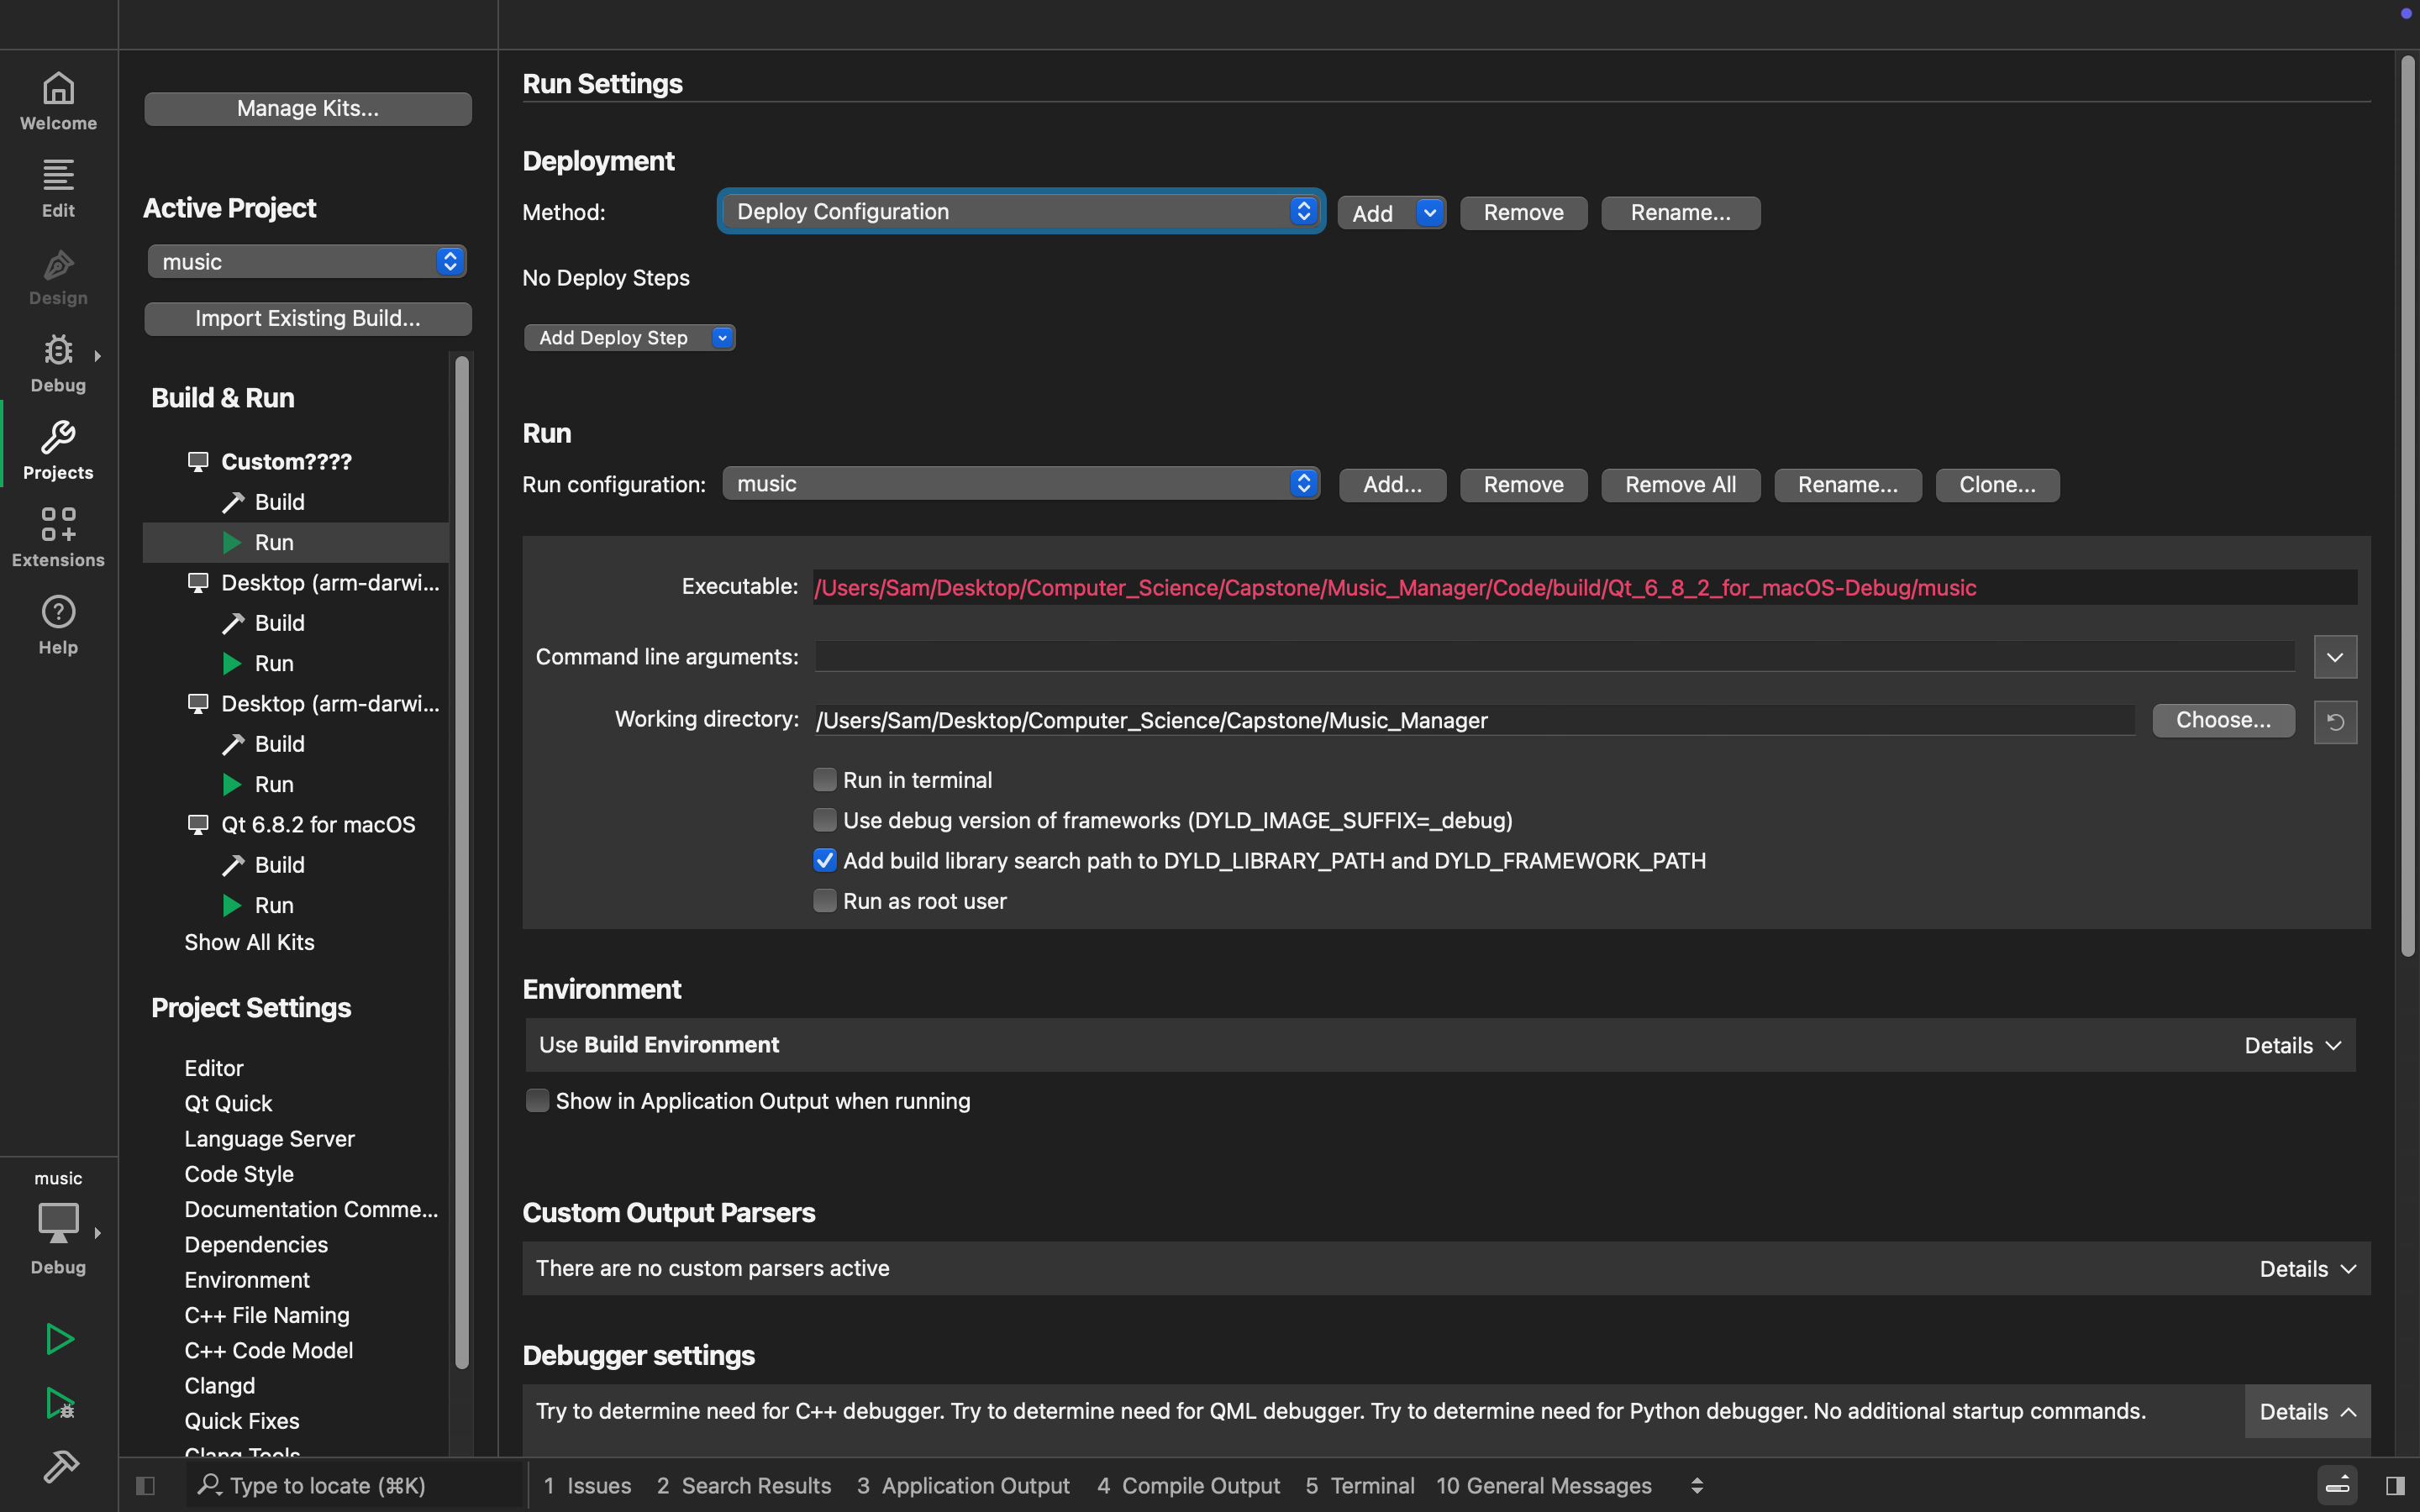 Welcome
Edit
Design
Debug
Projects
Extensions
Help
music
Debug
Manage Kits...
Active Project
music
Import Existing Build...
Build & Run
Custom????
Build
Run
Desktop (arm-darwi...
Build
Run
Desktop (arm-darwi...
Build
Run
Qt 6.8.2 for macOS
Build
Run
Show All Kits
Project Settings
Editor
Qt Quick
Language Server
Code Style
Documentation Comme...
Dependencies
Environment
C++ File Naming
C++ Code Model
Clangd
Quick Fixes
Clang Tools
Run Settings
Deployment
Method: Deploy Configuration Add Remove Rename...
No Deploy Steps
Add Deploy Step
Run
Run configuration: music Add... Remove Remove All Rename... Clone...
Executable: /Users/Sam/Desktop/Computer_Science/Capstone/Music_Manager/Code/build/Qt_6_8_2_for_macOS-Debug/music
Command line arguments:
Working directory: /Users/Sam/Desktop/Computer_Science/Capstone/Music_Manager Choose...
Run in terminal
Use debug version of frameworks (DYLD_IMAGE_SUFFIX=_debug)
Add build library search path to DYLD_LIBRARY_PATH and DYLD_FRAMEWORK_PATH
Run as root user
Environment
Use Build Environment Details
Show in Application Output when running
Custom Output Parsers
There are no custom parsers active Details
Debugger settings
Try to determine need for C++ debugger. Try to determine need for QML debugger. Try to determine need for Python debugger. No additional startup commands. Details
Type to locate (⌘K) 1 Issues 2 Search Results 3 Application Output 4 Compile Output 5 Terminal 10 General Messages